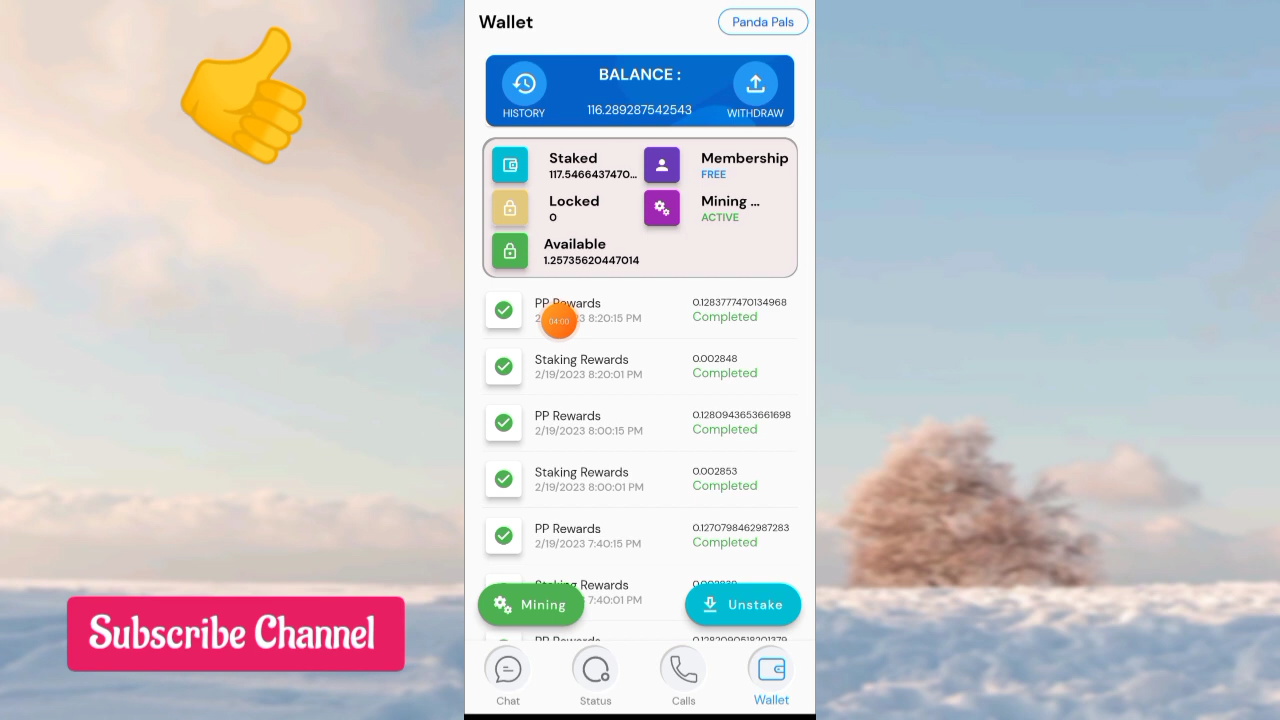 Wallet
Panda Pals
BALANCE :
116.289287542543
HISTORY
WITHDRAW
Staked
117.5466437470...
Membership
FREE
Locked
0
Mining ...
ACTIVE
Available
1.25735620447014
PP Rewards
0.1283777470134968
8:20:15 PM
Completed
04:00
Staking Rewards
0.002848
2/19/2023 8:20:01 PM
Completed
PP Rewards
0.1280943653661698
2/19/2023 8:00:15 PM
Completed
Staking Rewards
0.002853
2/19/2023 8:00:01 PM
Completed
PP Rewards
0.1270798462987283
2/19/2023 7:40:15 PM
Completed
Staking Rewards
7:40:01 PM
Mining
Unstake
PP Rewards
Chat
Status
Calls
Wallet
Subscribe Channel